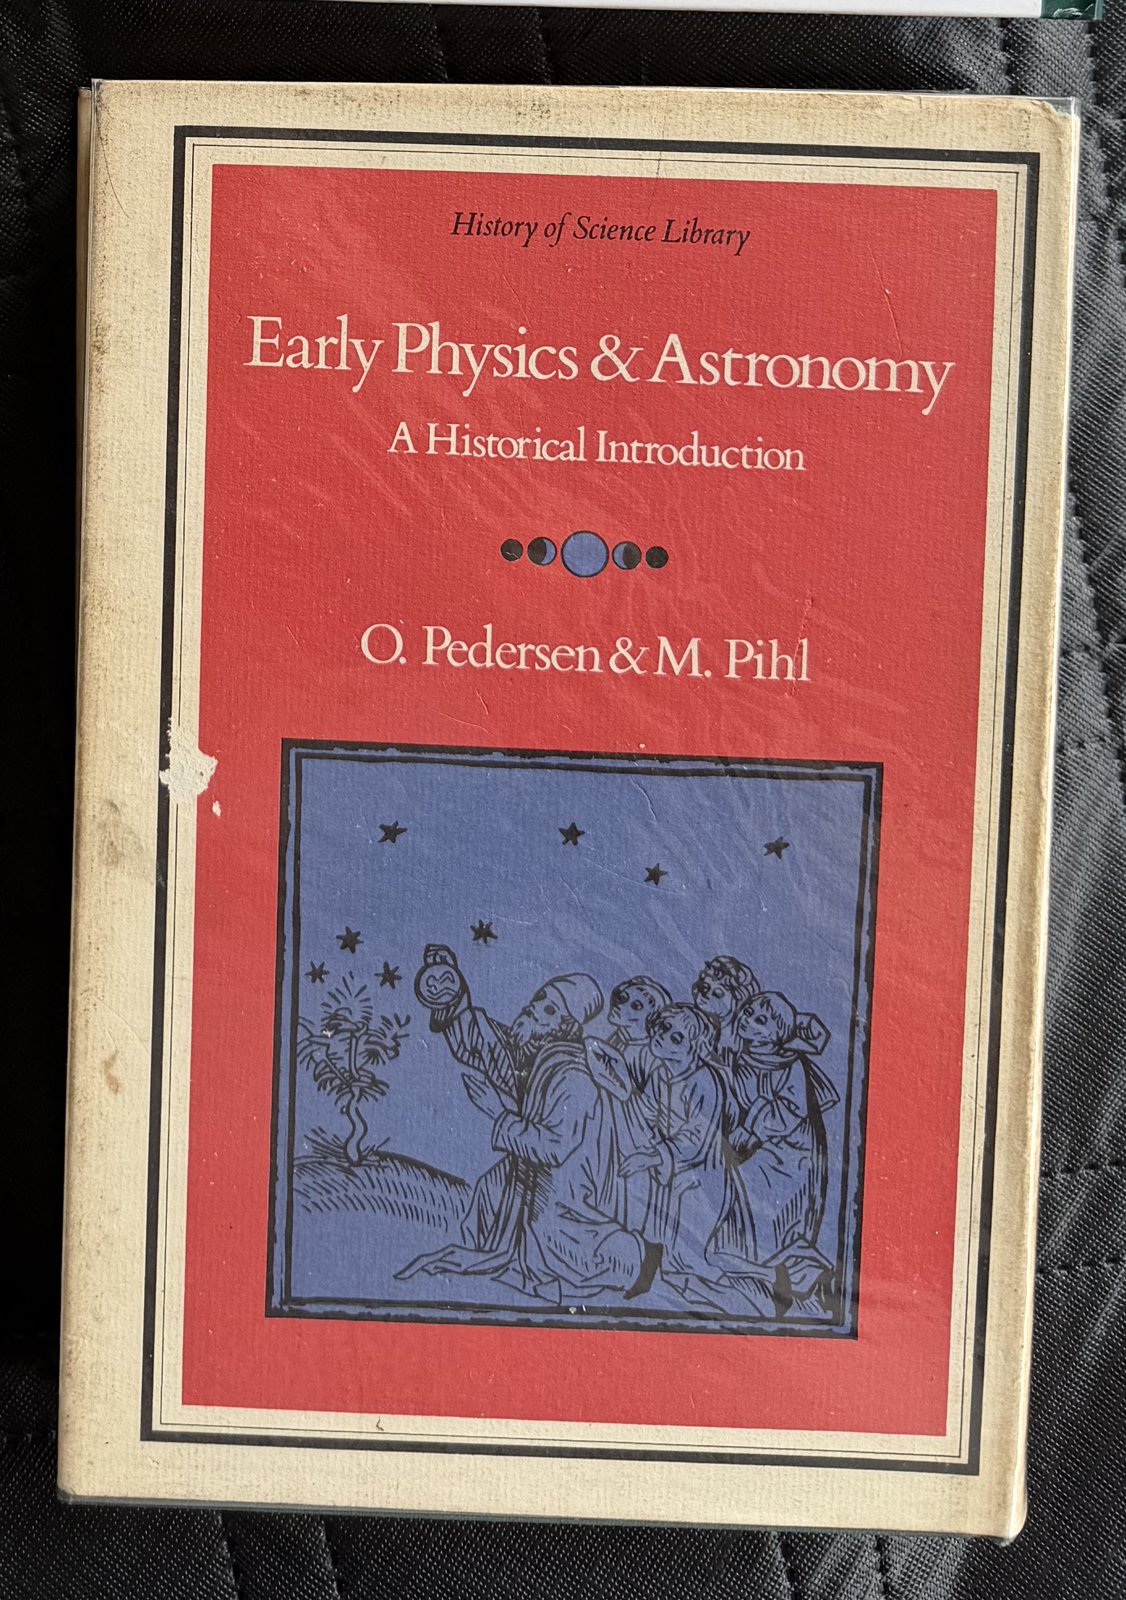 History of Science Library
Early Physics & Astronomy
A Historical Introduction
O. Pedersen & M. Pihl